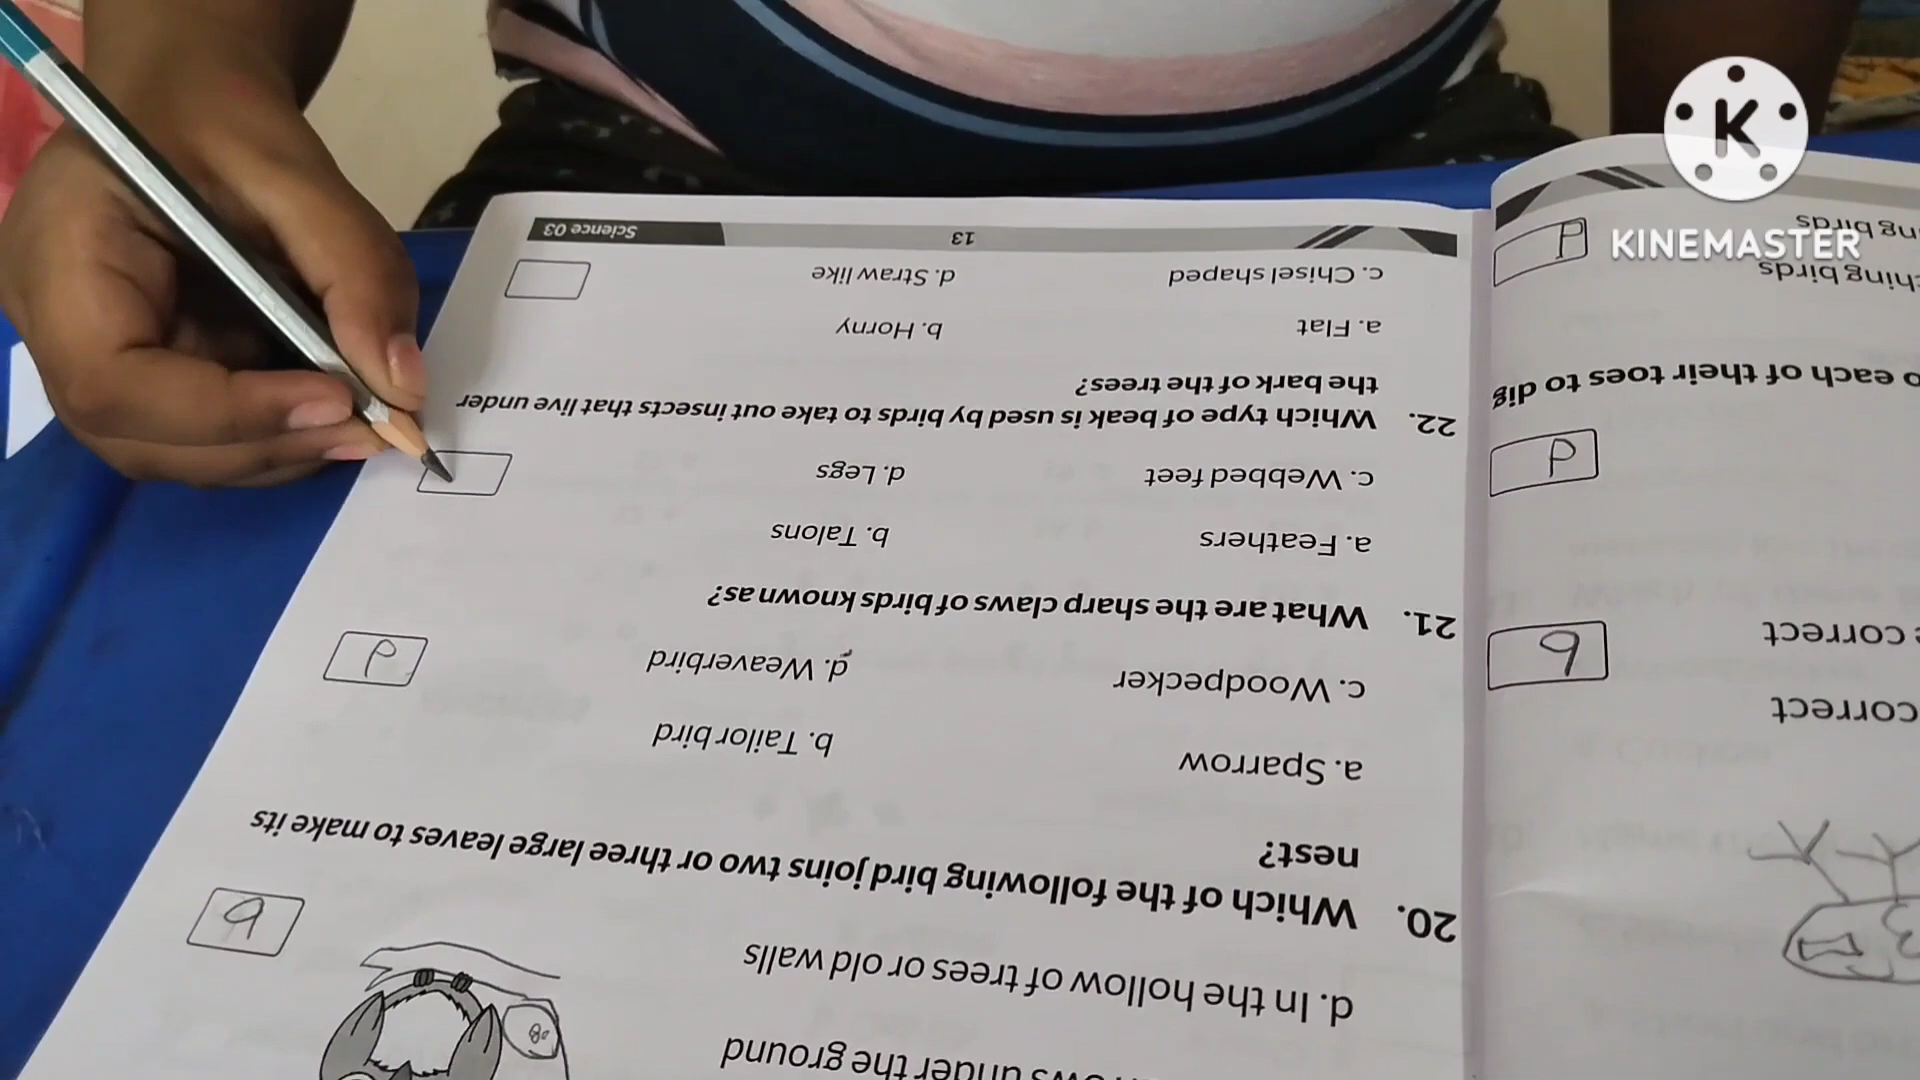 correct
correct b
d
each of their toes to dig
birds
birds d
under the ground
d. In the hollow of trees or old walls
b
20. Which of the following bird joins two or three large leaves to make its
nest?
a. Sparrow b. Tailor bird
c. Woodpecker d. Weaverbird d
21. What are the sharp claws of birds known as?
a. Feathers b. Talons
c. Webbed feet d. Legs
22. Which type of beak is used by birds to take out insects that live under
the bark of the trees?
a. Flat b. Horny
c. Chisel shaped d. Straw like
13 Science 03
K
KINEMASTER